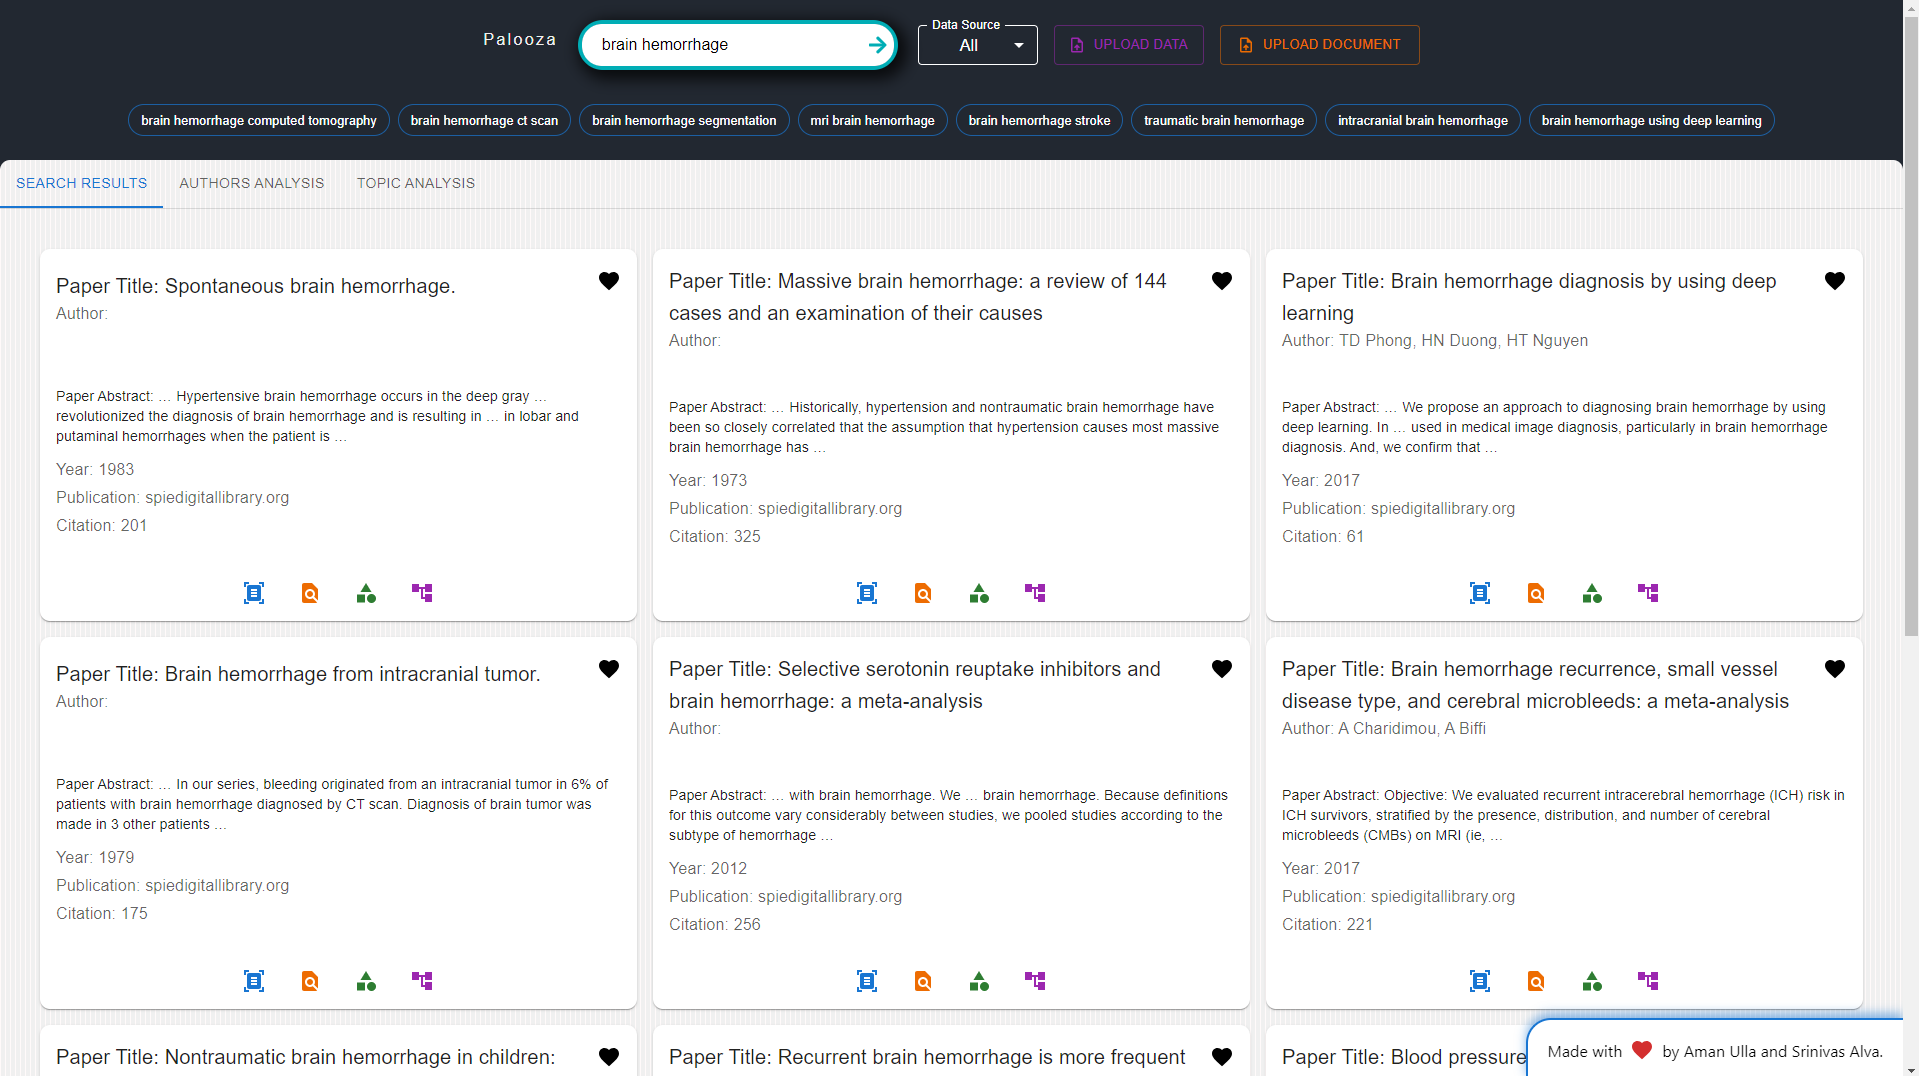 Palooza
brain hemorrhage
Data Source
All
UPLOAD DATA
UPLOAD DOCUMENT
brain hemorrhage computed tomography
brain hemorrhage ct scan
brain hemorrhage segmentation
mri brain hemorrhage
brain hemorrhage stroke
traumatic brain hemorrhage
intracranial brain hemorrhage
brain hemorrhage using deep learning
SEARCH RESULTS
AUTHORS ANALYSIS
TOPIC ANALYSIS
Paper Title: Spontaneous brain hemorrhage.
Author:
Paper Abstract: ... Hypertensive brain hemorrhage occurs in the deep gray ...
revolutionized the diagnosis of brain hemorrhage and is resulting in ... in lobar and
putaminal hemorrhages when the patient is ...
Year: 1983
Publication: spiedigitallibrary.org
Citation: 201
Paper Title: Massive brain hemorrhage: a review of 144
cases and an examination of their causes
Author:
Paper Abstract: ... Historically, hypertension and nontraumatic brain hemorrhage have
been so closely correlated that the assumption that hypertension causes most massive
brain hemorrhage has ...
Year: 1973
Publication: spiedigitallibrary.org
Citation: 325
Paper Title: Brain hemorrhage diagnosis by using deep
learning
Author: TD Phong, HN Duong, HT Nguyen
Paper Abstract: ... We propose an approach to diagnosing brain hemorrhage by using
deep learning. In ... used in medical image diagnosis, particularly in brain hemorrhage
diagnosis. And, we confirm that ...
Year: 2017
Publication: spiedigitallibrary.org
Citation: 61
Paper Title: Brain hemorrhage from intracranial tumor.
Author:
Paper Abstract: ... In our series, bleeding originated from an intracranial tumor in 6% of
patients with brain hemorrhage diagnosed by CT scan. Diagnosis of brain tumor was
made in 3 other patients ...
Year: 1979
Publication: spiedigitallibrary.org
Citation: 175
Paper Title: Selective serotonin reuptake inhibitors and
brain hemorrhage: a meta-analysis
Author:
Paper Abstract: ... with brain hemorrhage. We ... brain hemorrhage. Because definitions
for this outcome vary considerably between studies, we pooled studies according to the
subtype of hemorrhage ...
Year: 2012
Publication: spiedigitallibrary.org
Citation: 256
Paper Title: Brain hemorrhage recurrence, small vessel
disease type, and cerebral microbleeds: a meta-analysis
Author: A Charidimou, A Biffi
Paper Abstract: Objective: We evaluated recurrent intracerebral hemorrhage (ICH) risk in
ICH survivors, stratified by the presence, distribution, and number of cerebral
microbleeds (CMBs) on MRI (ie, ...
Year: 2017
Publication: spiedigitallibrary.org
Citation: 221
Paper Title: Nontraumatic brain hemorrhage in children:
Paper Title: Recurrent brain hemorrhage is more frequent
Paper Title: Blood pressure
Made with by Aman Ulla and Srinivas Alva.